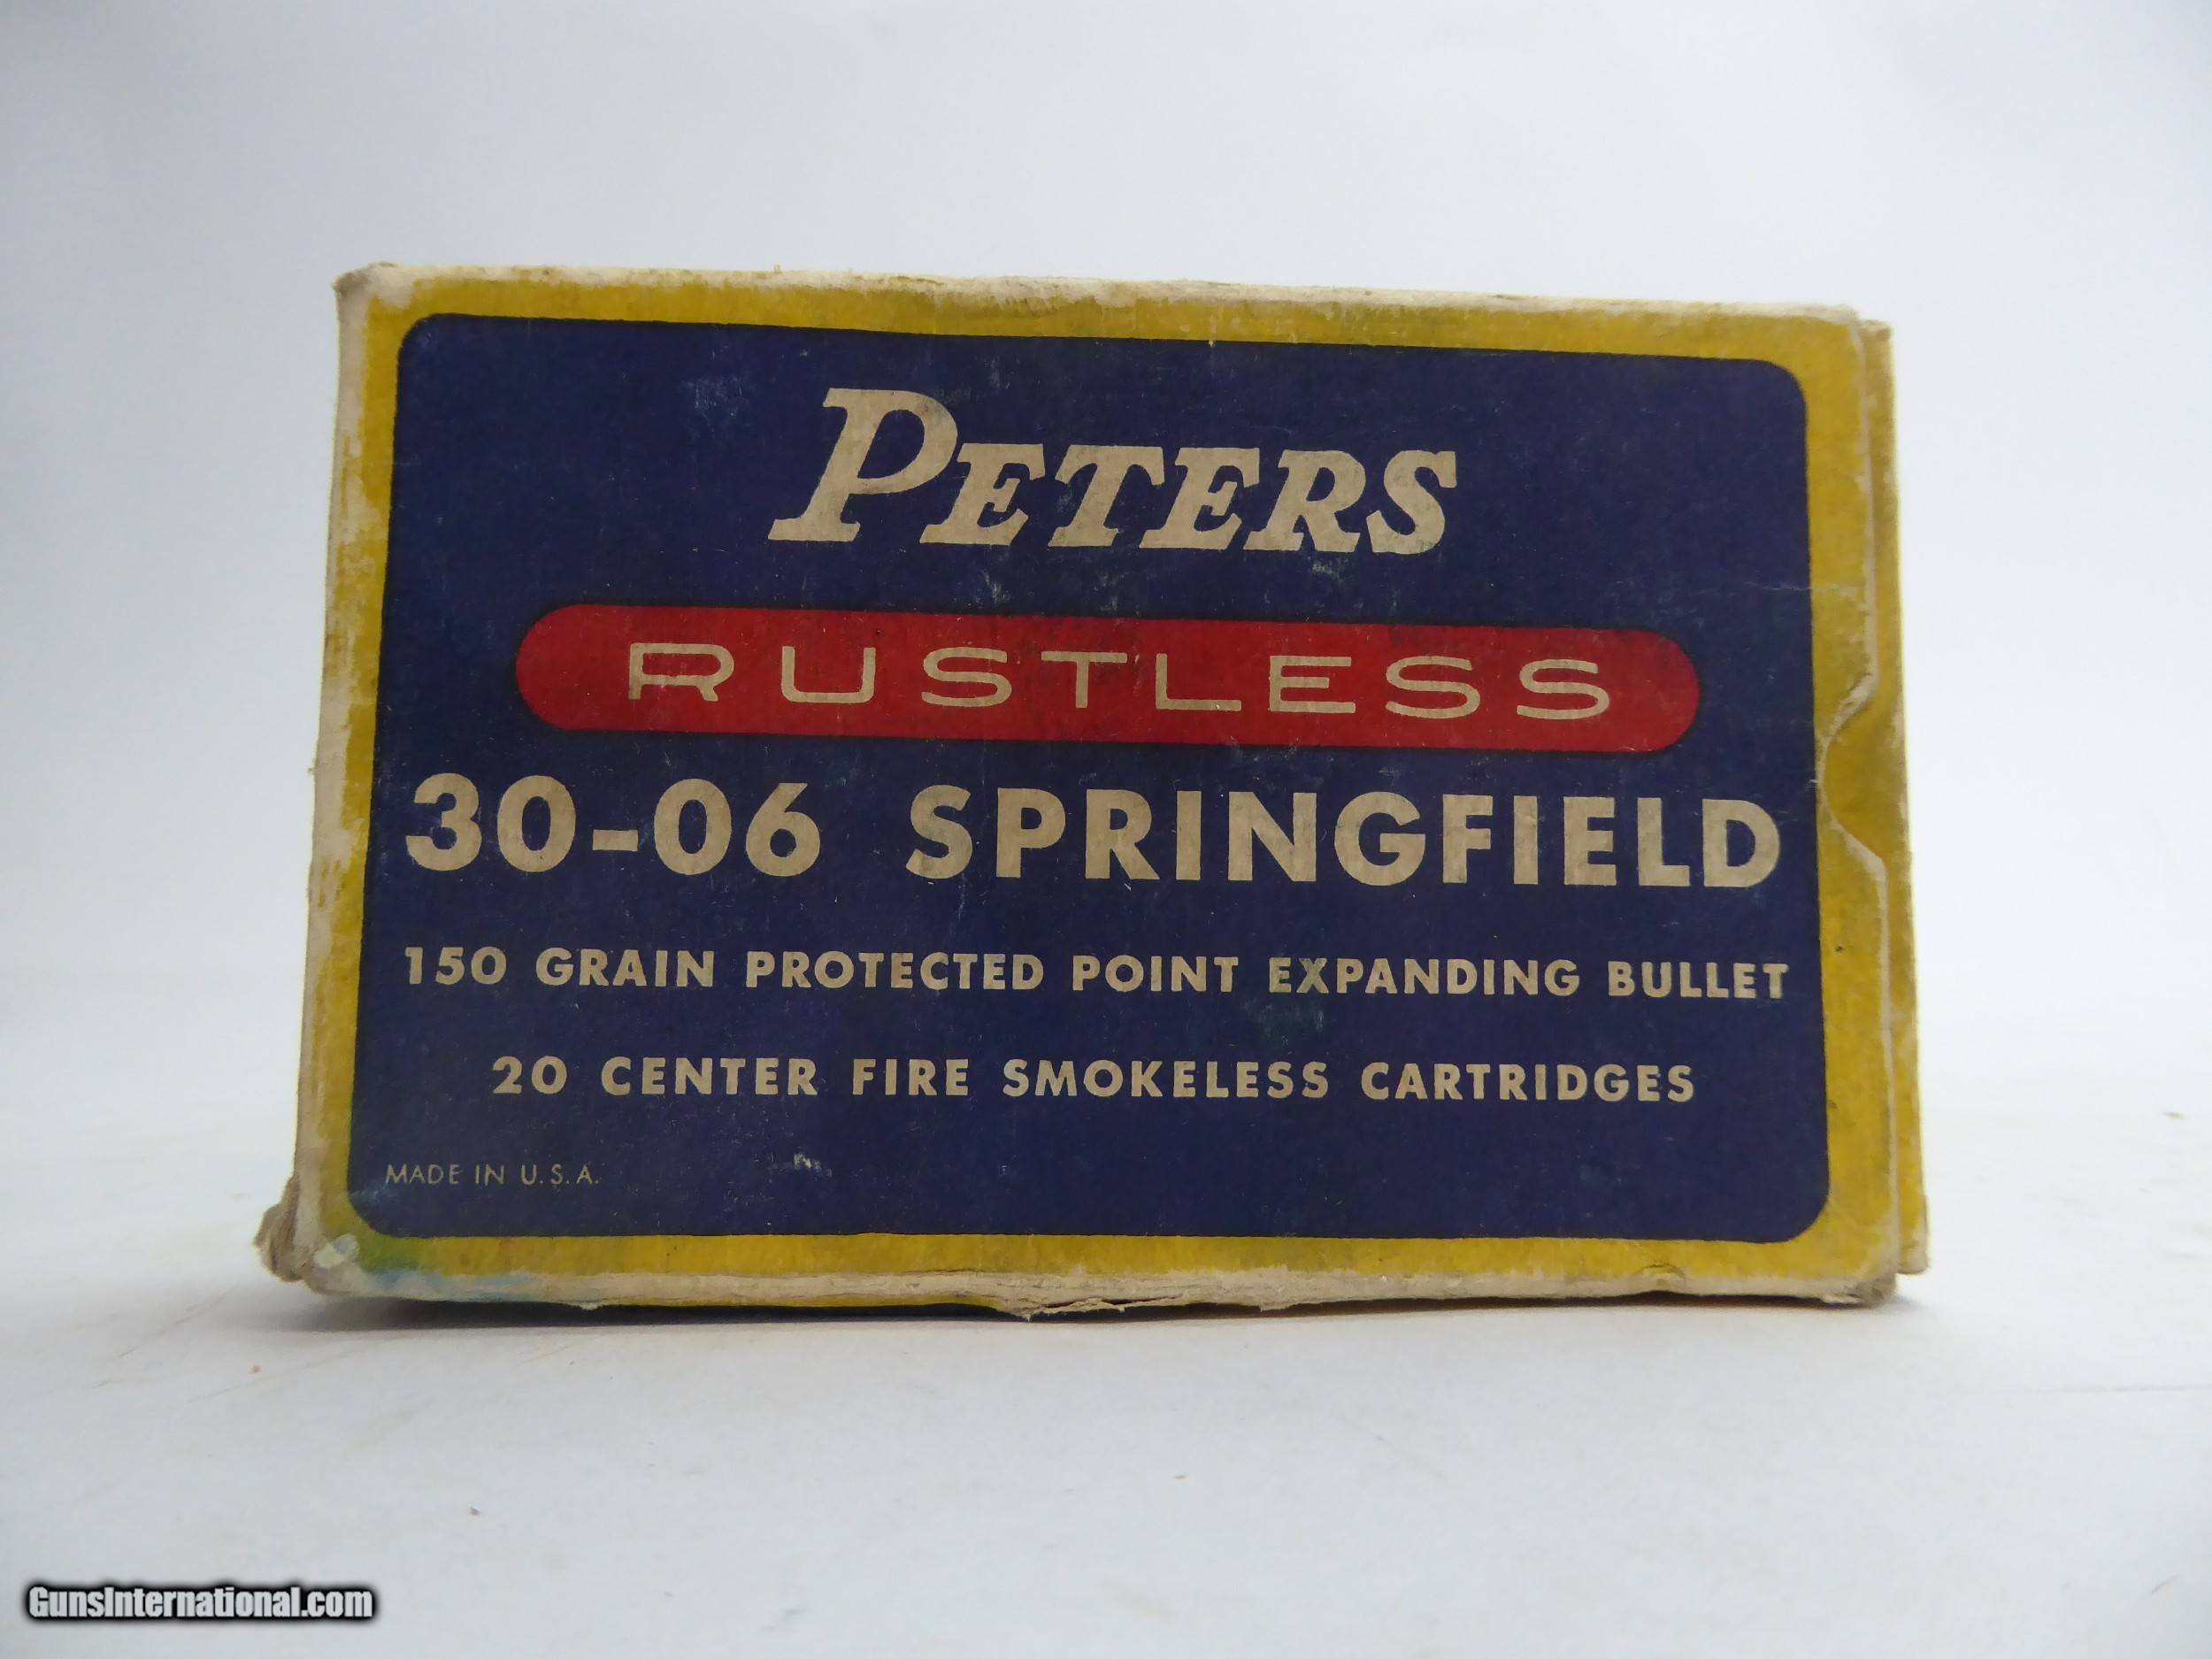 PETERS
RUSTLESS
30-06 SPRINGFIELD
150 GRAIN PROTECTED POINT EXPANDING BULLET
20 CENTER FIRE SMOKELESS CARTRIDGES
MADE IN U.S.A.
GunsInternational.com